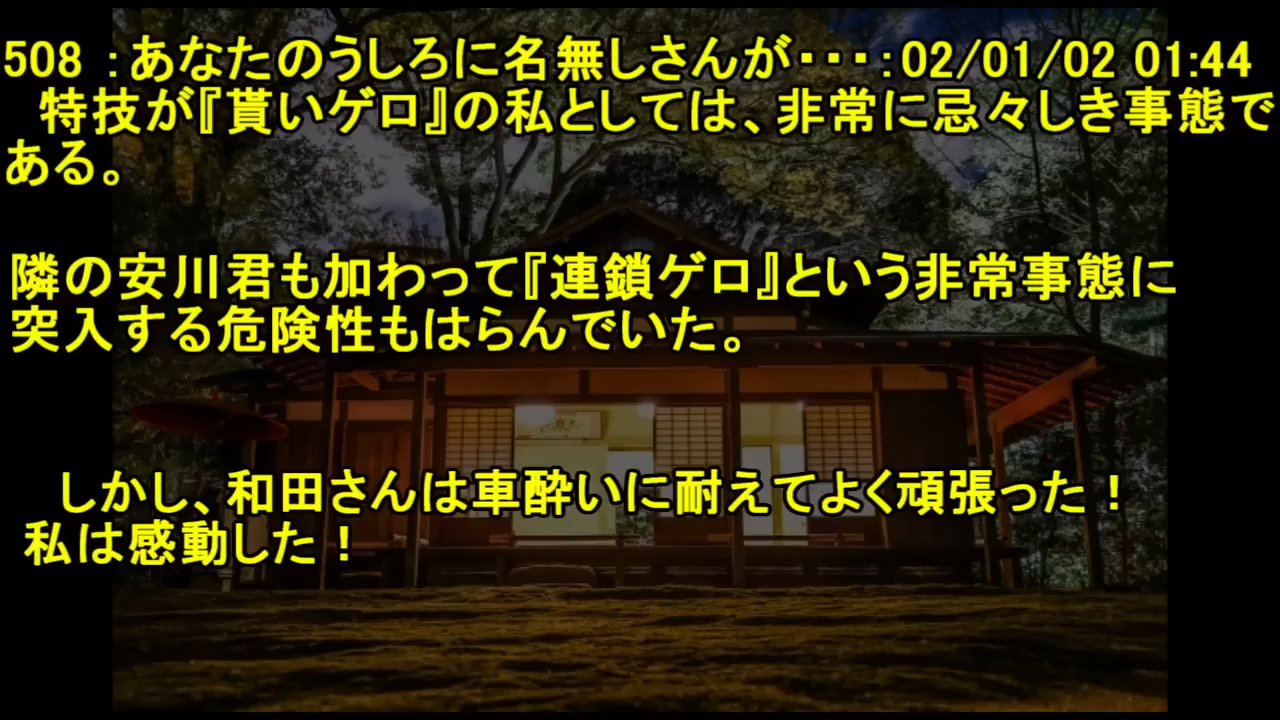 508 ：あなたのうしろに名無しさんが・・・：02/01/02 01:44
特技が『貰いゲロ』の私としては、非常に忌々しき事態で
ある。
隣の安川君も加わって『連鎖ゲロ』という非常事態に
突入する危険性もはらんでいた。
しかし、和田さんは車酔いに耐えてよく頑張った！
私は感動した！